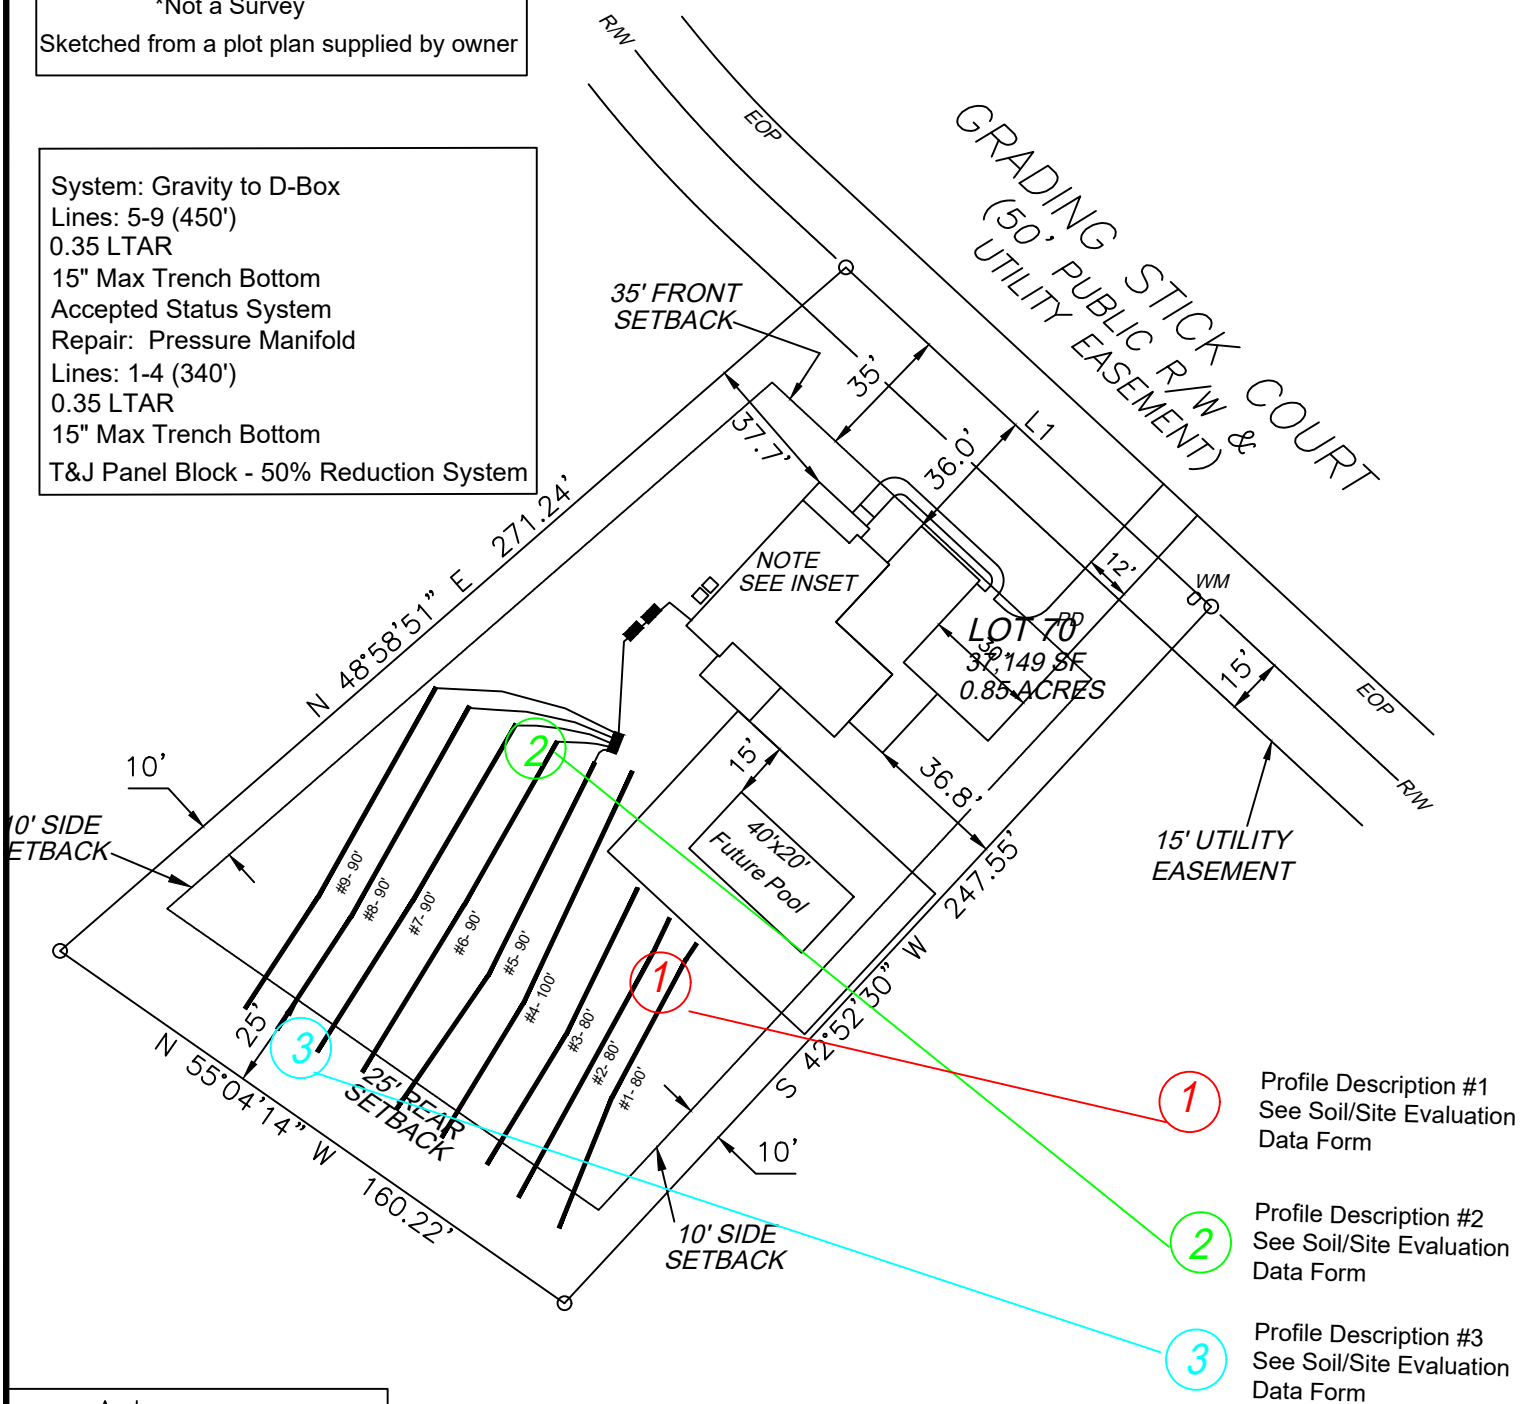 *Not a Survey
Sketched from a plot plan supplied by owner
System: Gravity to D-Box
Lines: 5-9 (450')
0.35 LTAR
15" Max Trench Bottom
Accepted Status System
Repair: Pressure Manifold
Lines: 1-4 (340')
0.35 LTAR
15" Max Trench Bottom
T&J Panel Block - 50% Reduction System
R/W
EOP
GRADING STICK COURT
(50' PUBLIC R/W &
UTILITY EASEMENT)
35' FRONT
SETBACK
35'
37.7'
36.0'
L1
N 48°58'51" E 271.24'
NOTE
SEE INSET
12'
WM
PD
LOT 70
30'
37,149 SF
0.85 ACRES
15'
EOP
R/W
15' UTILITY
EASEMENT
2
15'
36.8'
40'x20'
Future Pool
10'
10' SIDE
ETBACK
#9- 90'
#8- 90'
#7- 90'
#6- 90'
#5- 90'
#4- 100'
#3- 80'
#2- 80'
#1- 80'
1
3
25'
25' REAR
SETBACK
N 55°04'14" W 160.22'
S 42°52'30" W 247.55'
10'
10' SIDE
SETBACK
1
Profile Description #1
See Soil/Site Evaluation
Data Form
2
Profile Description #2
See Soil/Site Evaluation
Data Form
3
Profile Description #3
See Soil/Site Evaluation
Data Form